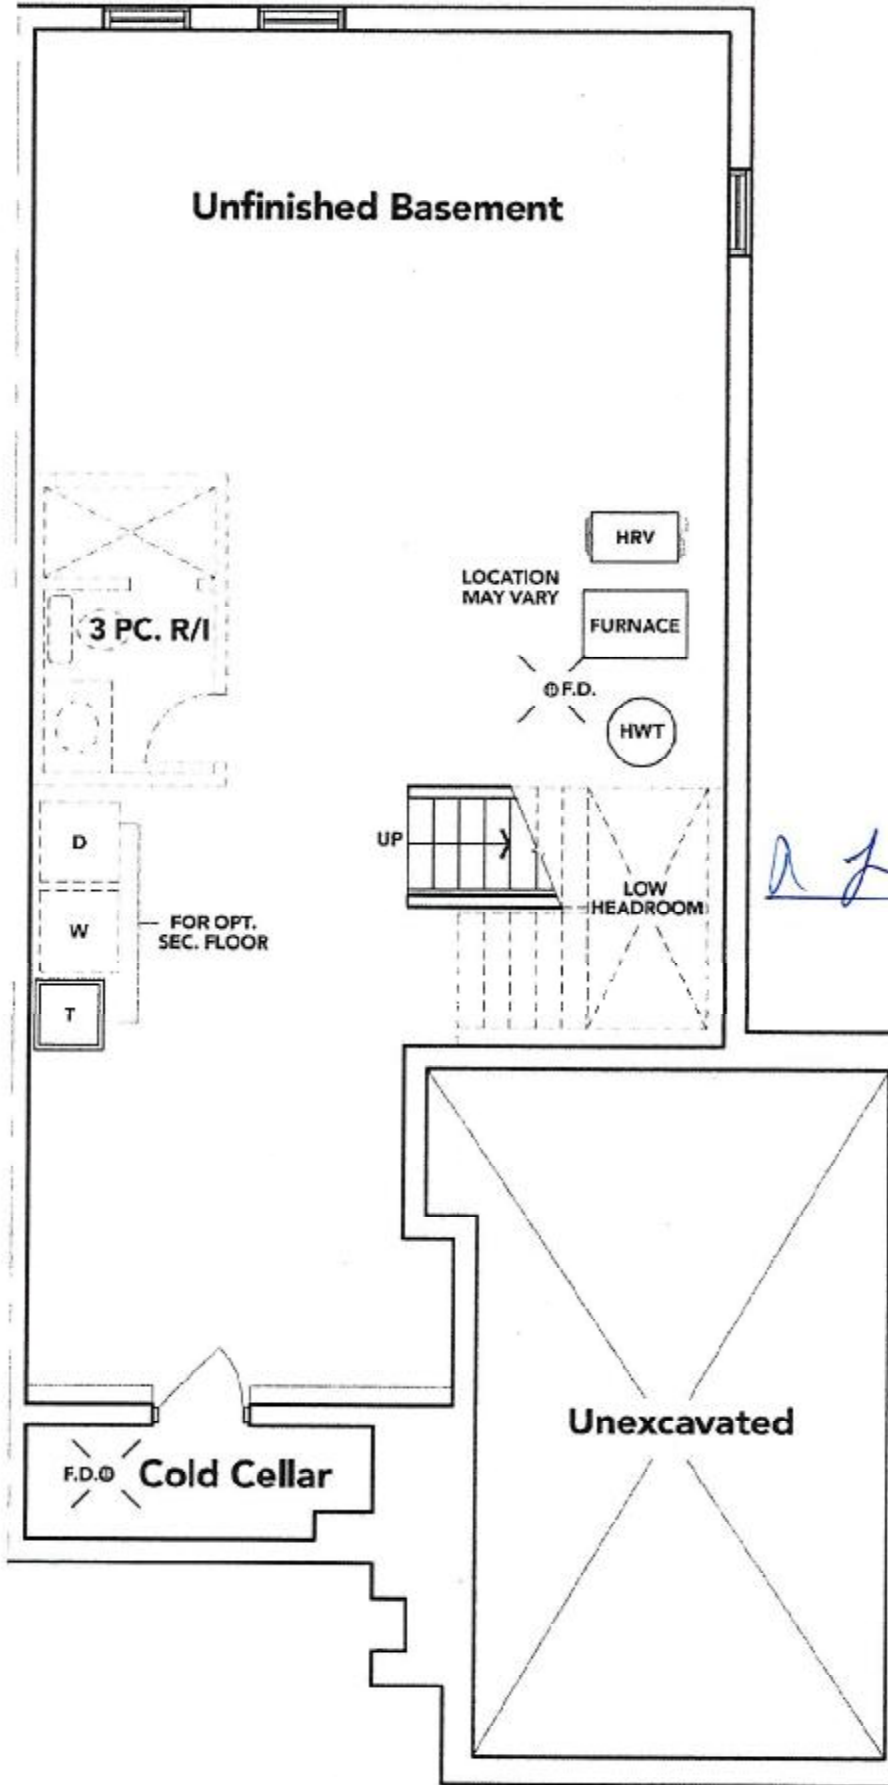 Unfinished Basement
HRV
LOCATION
MAY VARY
FURNACE
3 PC. R/I
F.D.
HWT
UP
D
LOW
HEADROOM
W
FOR OPT.
SEC. FLOOR
T
Unexcavated
F.D.
Cold Cellar